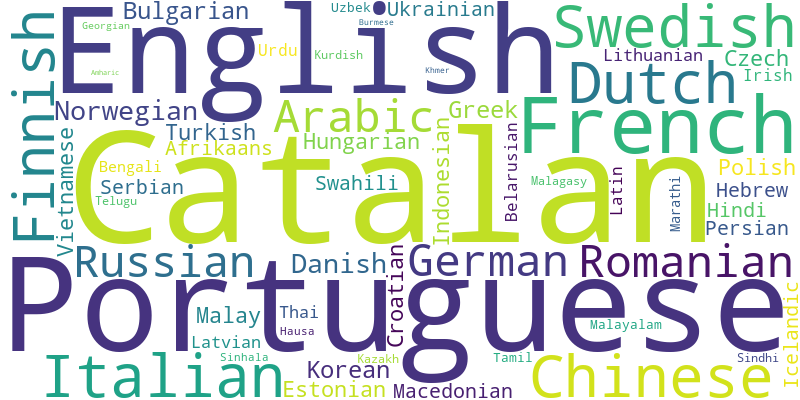 Bulgarian
Uzbek
Ukrainian
Georgian
Burmese
English
Swedish
Finnish
Urdu
Kurdish
Lithuanian
Czech
Amharic
Khmer
Dutch
Irish
Norwegian
Arabic
Greek
French
Turkish
Hungarian
Afrikaans
Vietnamese
Catalan
Indonesian
Belarusian
Bengali
Polish
Serbian
Swahili
Malagasy
Latin
Marathi
Hebrew
Telugu
Hindi
Persian
Russian
Danish
Croatian
German
Romanian
Portuguese
Malay
Thai
Hausa
Malayalam
Icelandic
Latvian
Sinhala
Kazakh
Tamil
Sindhi
Italian
Korean
Chinese
Estonian
Macedonian